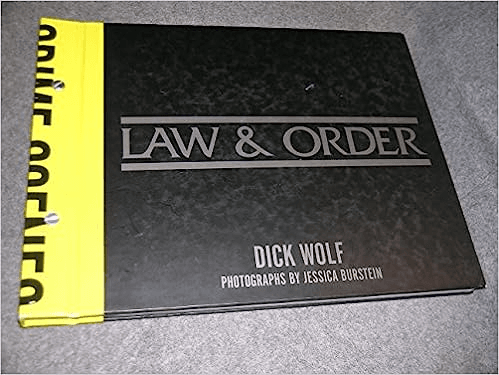 CRIME SCENES
LAW & ORDER
DICK WOLF
PHOTOGRAPHS BY JESSICA BURSTEIN